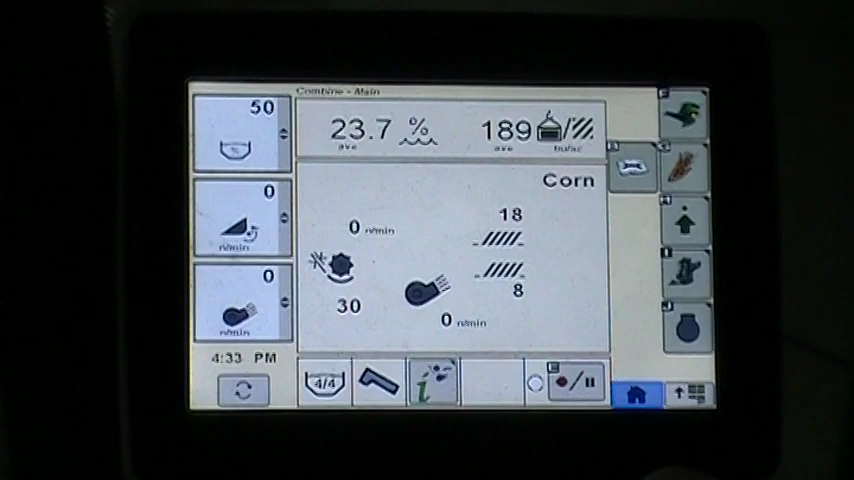 Combine - Main
50
23.7 %
ave
189
ave
bu/ac
Corn
0
n/min
0 n/min
18
30
8
0 n/min
0
n/min
4:33 PM
4/4
i